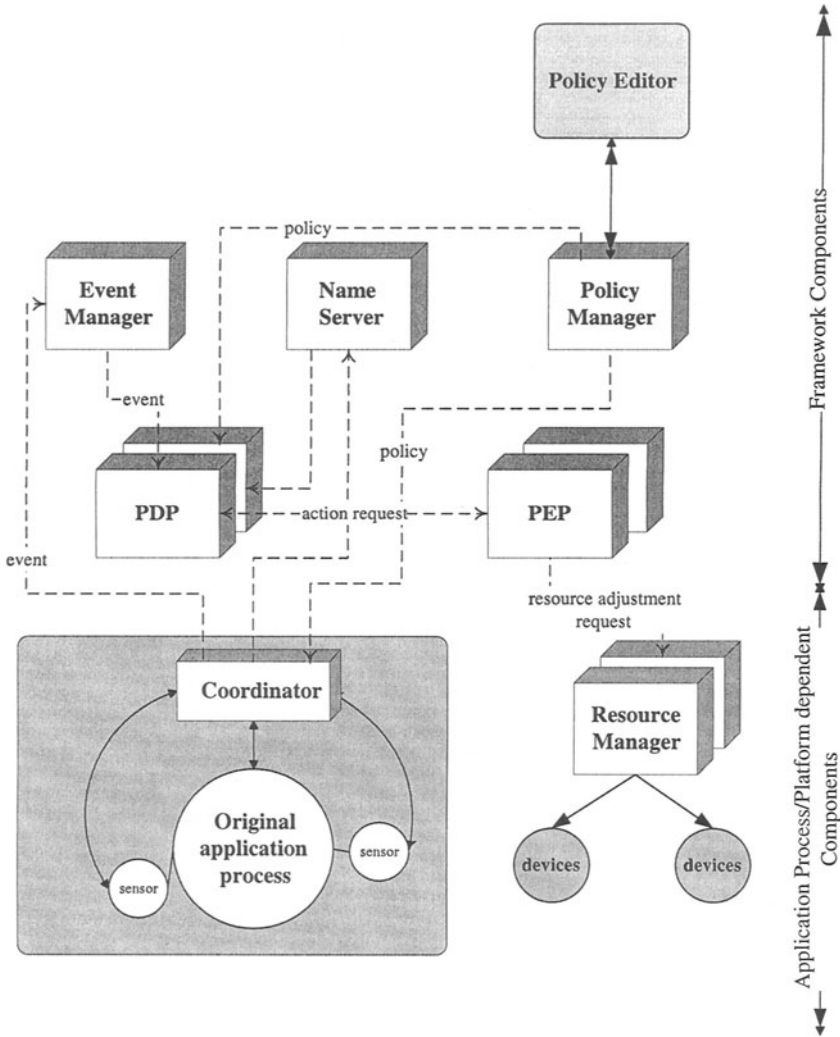 Policy Editor
policy
Event
Manager
Name
Server
Policy
Manager
event
policy
PDP
action request
PEP
event
resource adjustment
request
Coordinator
Resource
Manager
Original
application
process
sensor
sensor
devices
devices
Framework Components
Application Process/Platform dependent
Components